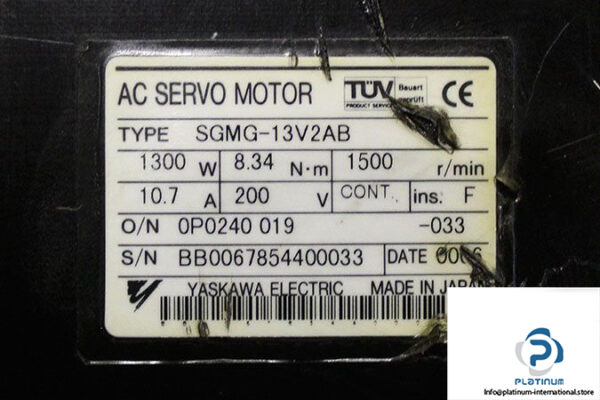 AC SERVO MOTOR TÜV Bauart geprüft CE
PRODUCT SERVICE
TYPE SGMG-13V2AB
1300 W 8.34 N·m 1500 r/min
10.7 A 200 V CONT. ins. F
O/N 0P0240 019 -033
S/N BB0067854400033 DATE 0006
YASKAWA ELECTRIC MADE IN JAPAN
PLATINUM
Info@platinum-international.store